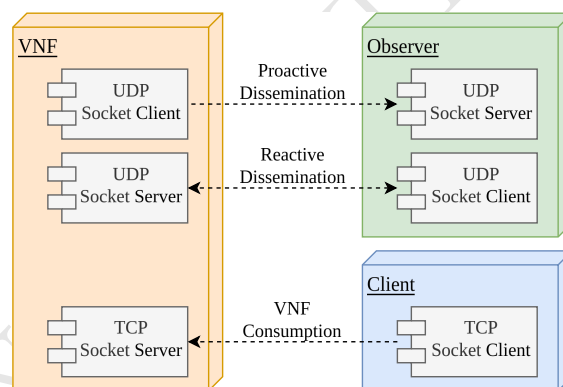 VNF
Observer
UDP
Socket Client
Proactive
Dissemination
UDP
Socket Server
UDP
Socket Server
Reactive
Dissemination
UDP
Socket Client
Client
TCP
Socket Server
VNF
Consumption
TCP
Socket Client